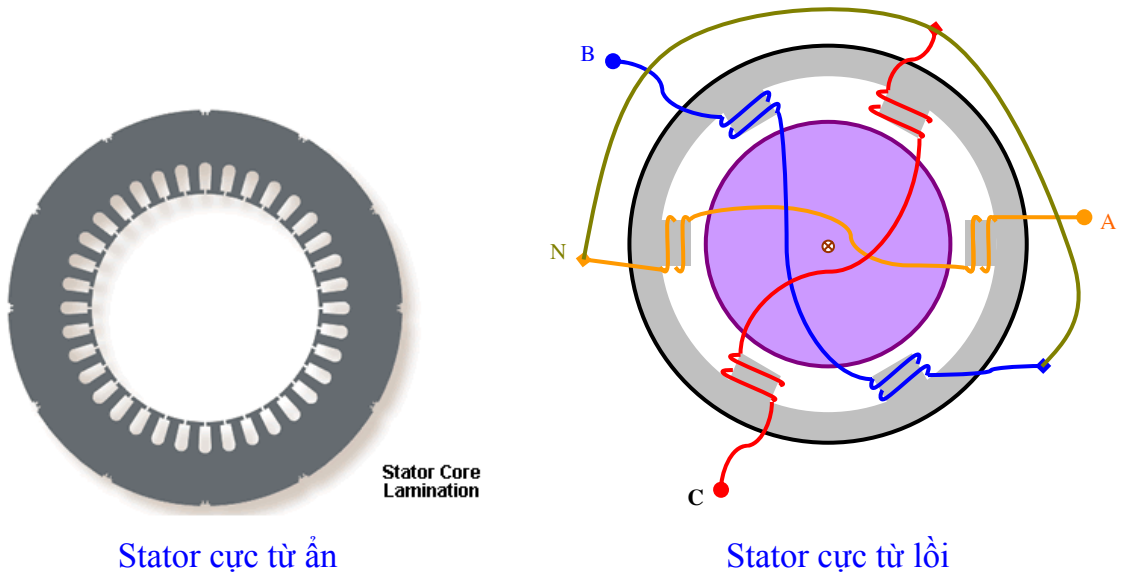 B
A
N
C
Stator Core
Lamination
Stator cực từ ẩn
Stator cực từ lồi